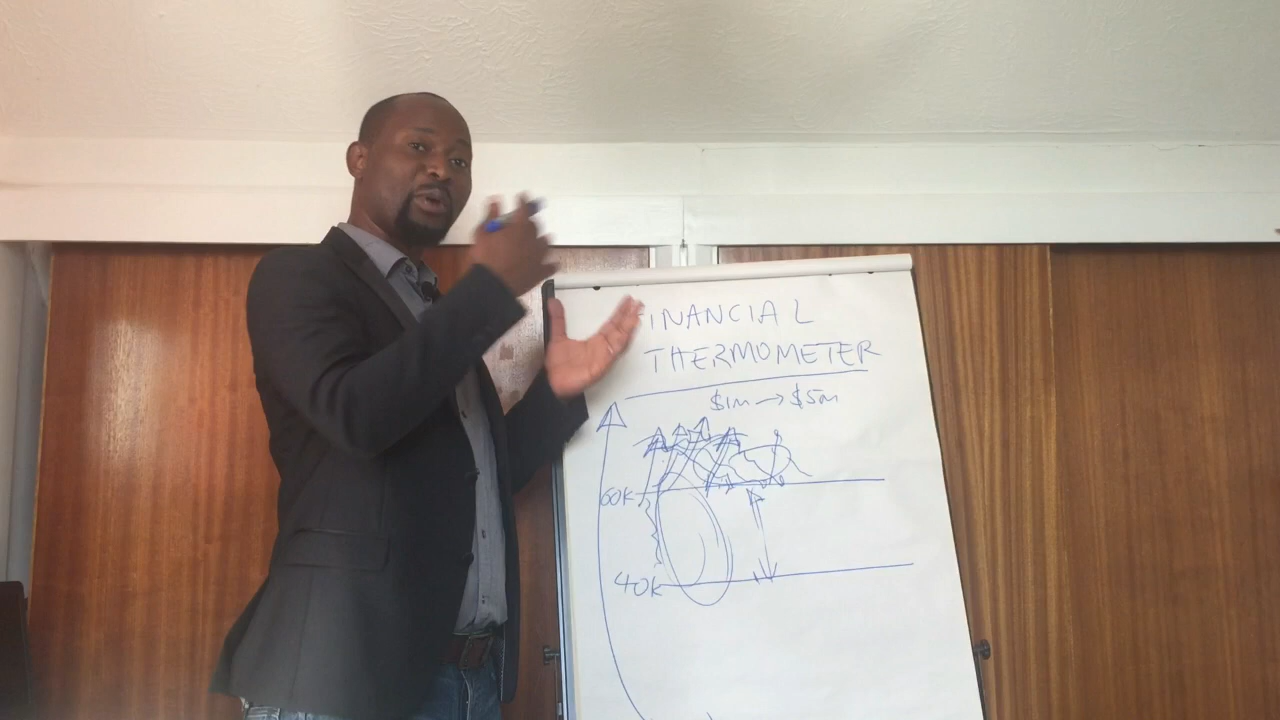 FINANCIAL
THERMOMETER
$1m → $5m
60K
40K